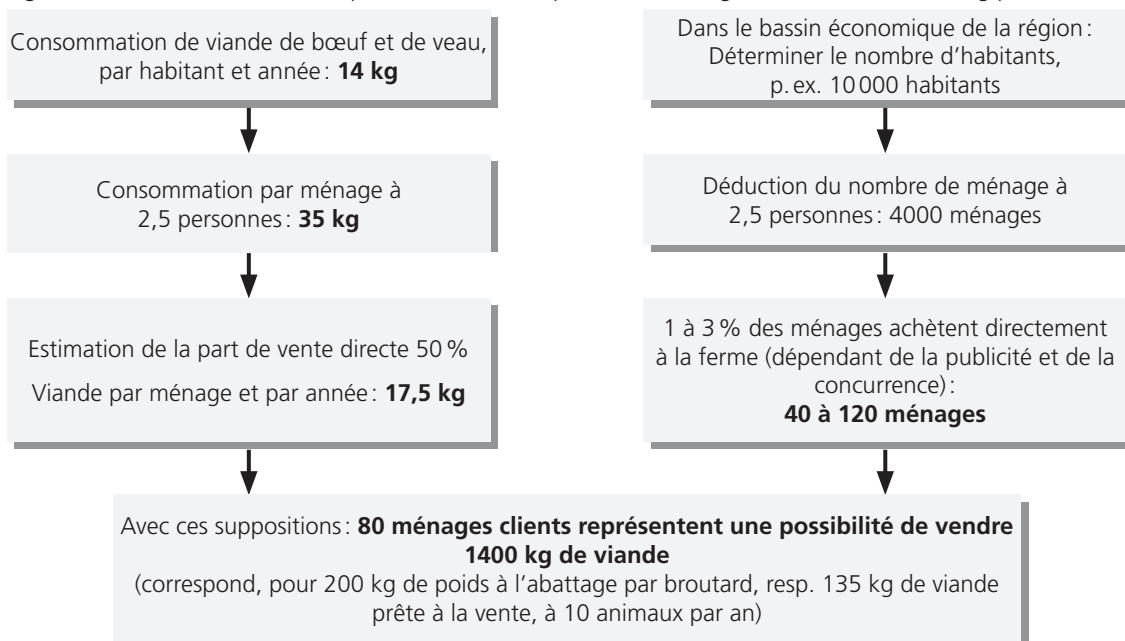 Consommation de viande de bœuf et de veau,
par habitant et année : 14 kg
Consommation par ménage à
2,5 personnes : 35 kg
Estimation de la part de vente directe 50 %
Viande par ménage et par année : 17,5 kg
Dans le bassin économique de la région :
Déterminer le nombre d’habitants,
p. ex. 10 000 habitants
Déduction du nombre de ménage à
2,5 personnes : 4000 ménages
1 à 3 % des ménages achètent directement
à la ferme (dépendant de la publicité et de la
concurrence) :
40 à 120 ménages
Avec ces suppositions : 80 ménages clients représentent une possibilité de vendre
1400 kg de viande
(correspond, pour 200 kg de poids à l’abattage par broutard, resp. 135 kg de viande
prête à la vente, à 10 animaux par an)